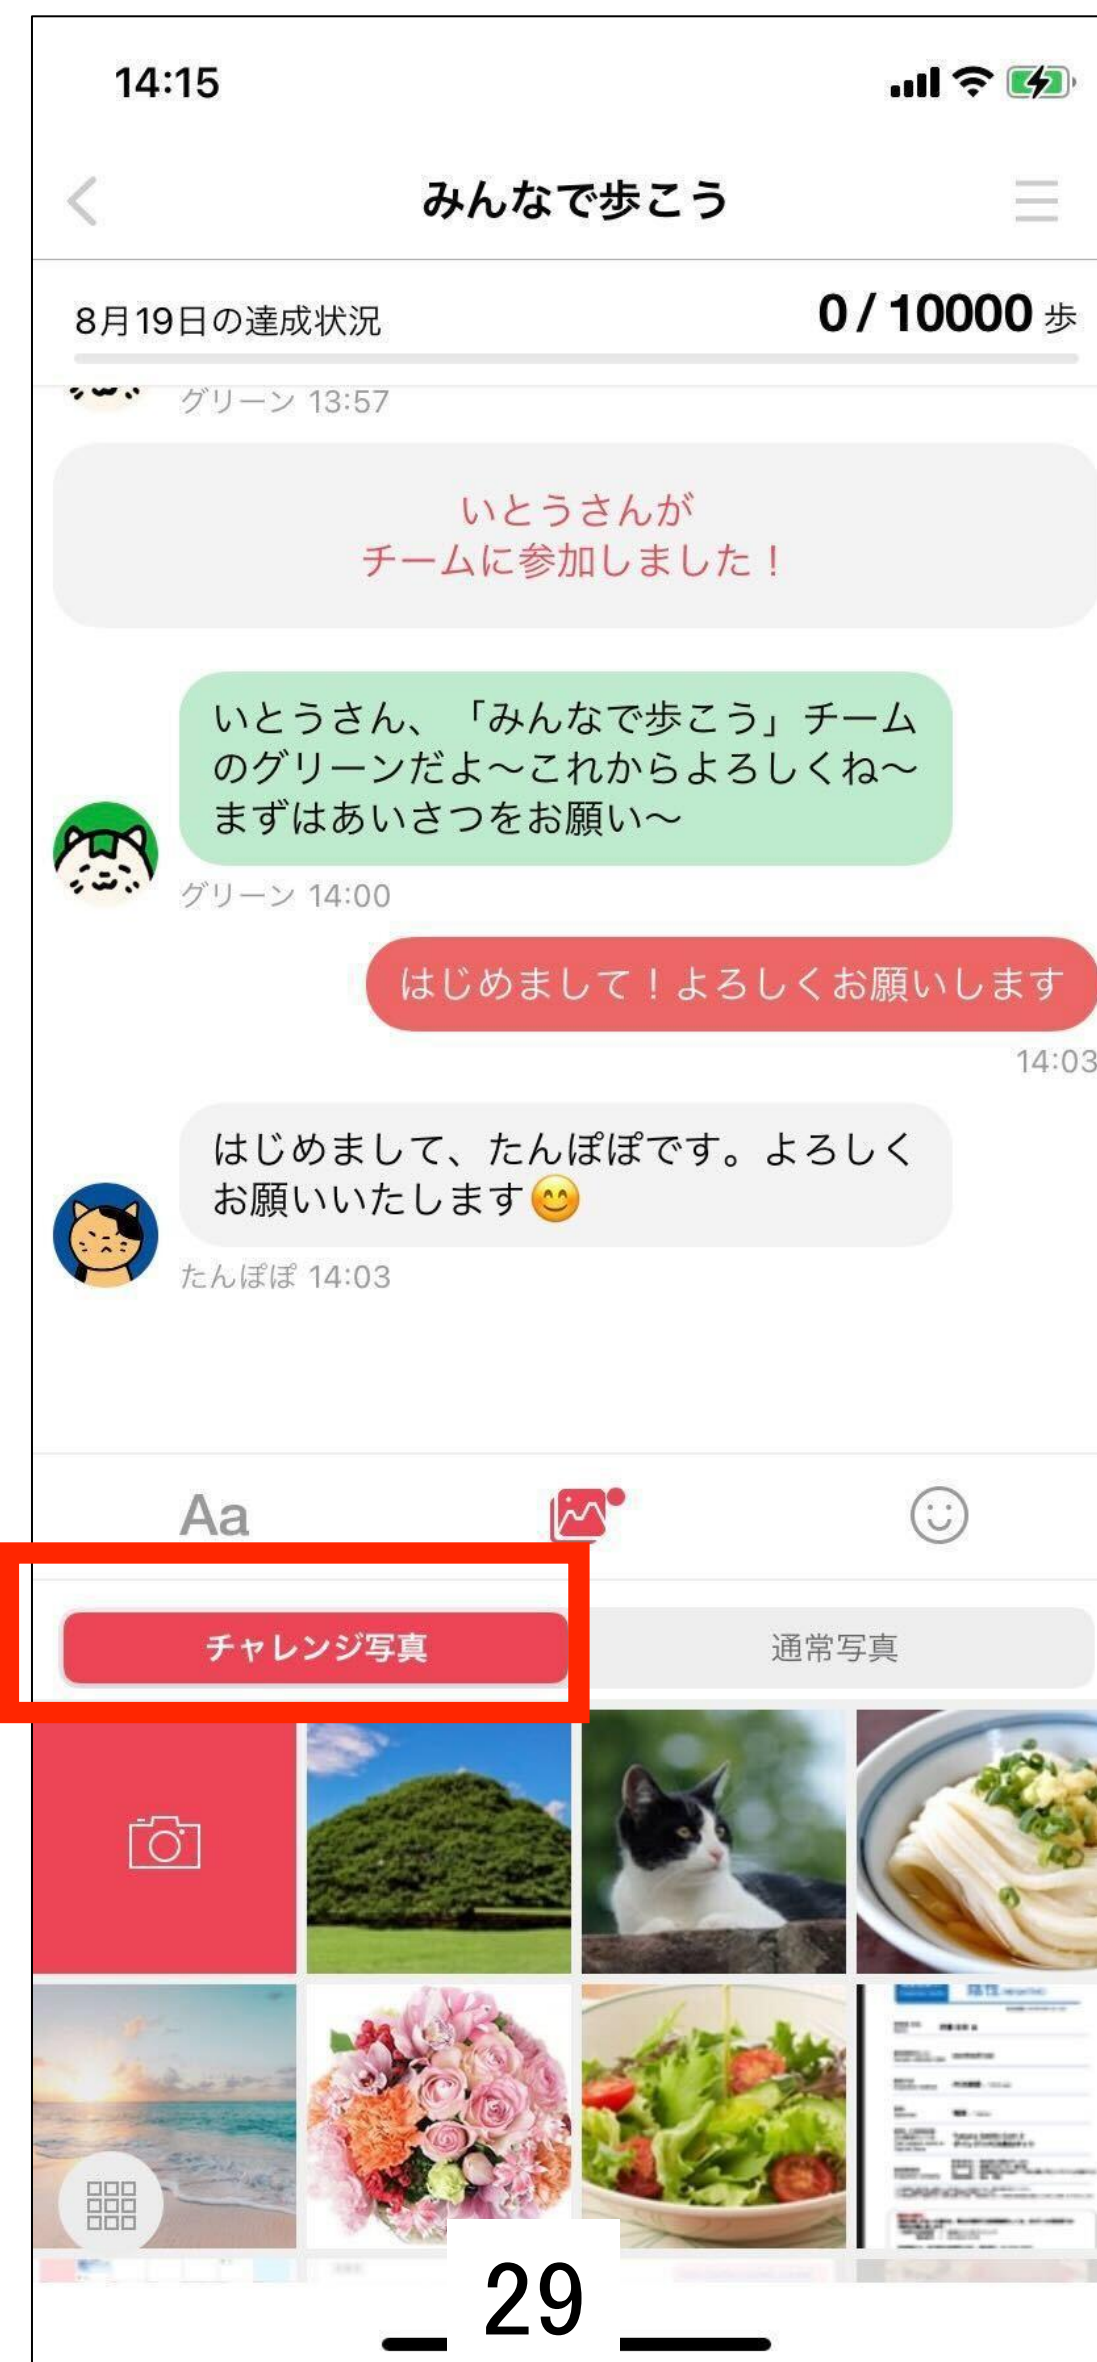 14:15
みんなで歩こう
8月19日の達成状況
0 / 10000 歩
グリーン 13:57
いとうさんが
チームに参加しました！
いとうさん、「みんなで歩こう」チーム
のグリーンだよ〜これからよろしくね〜
まずはあいさつをお願い〜
グリーン 14:00
はじめまして！よろしくお願いします
14:03
はじめまして、たんぽぽです。よろしく
お願いいたします😊
たんぽぽ 14:03
Aa
チャレンジ写真
通常写真
29